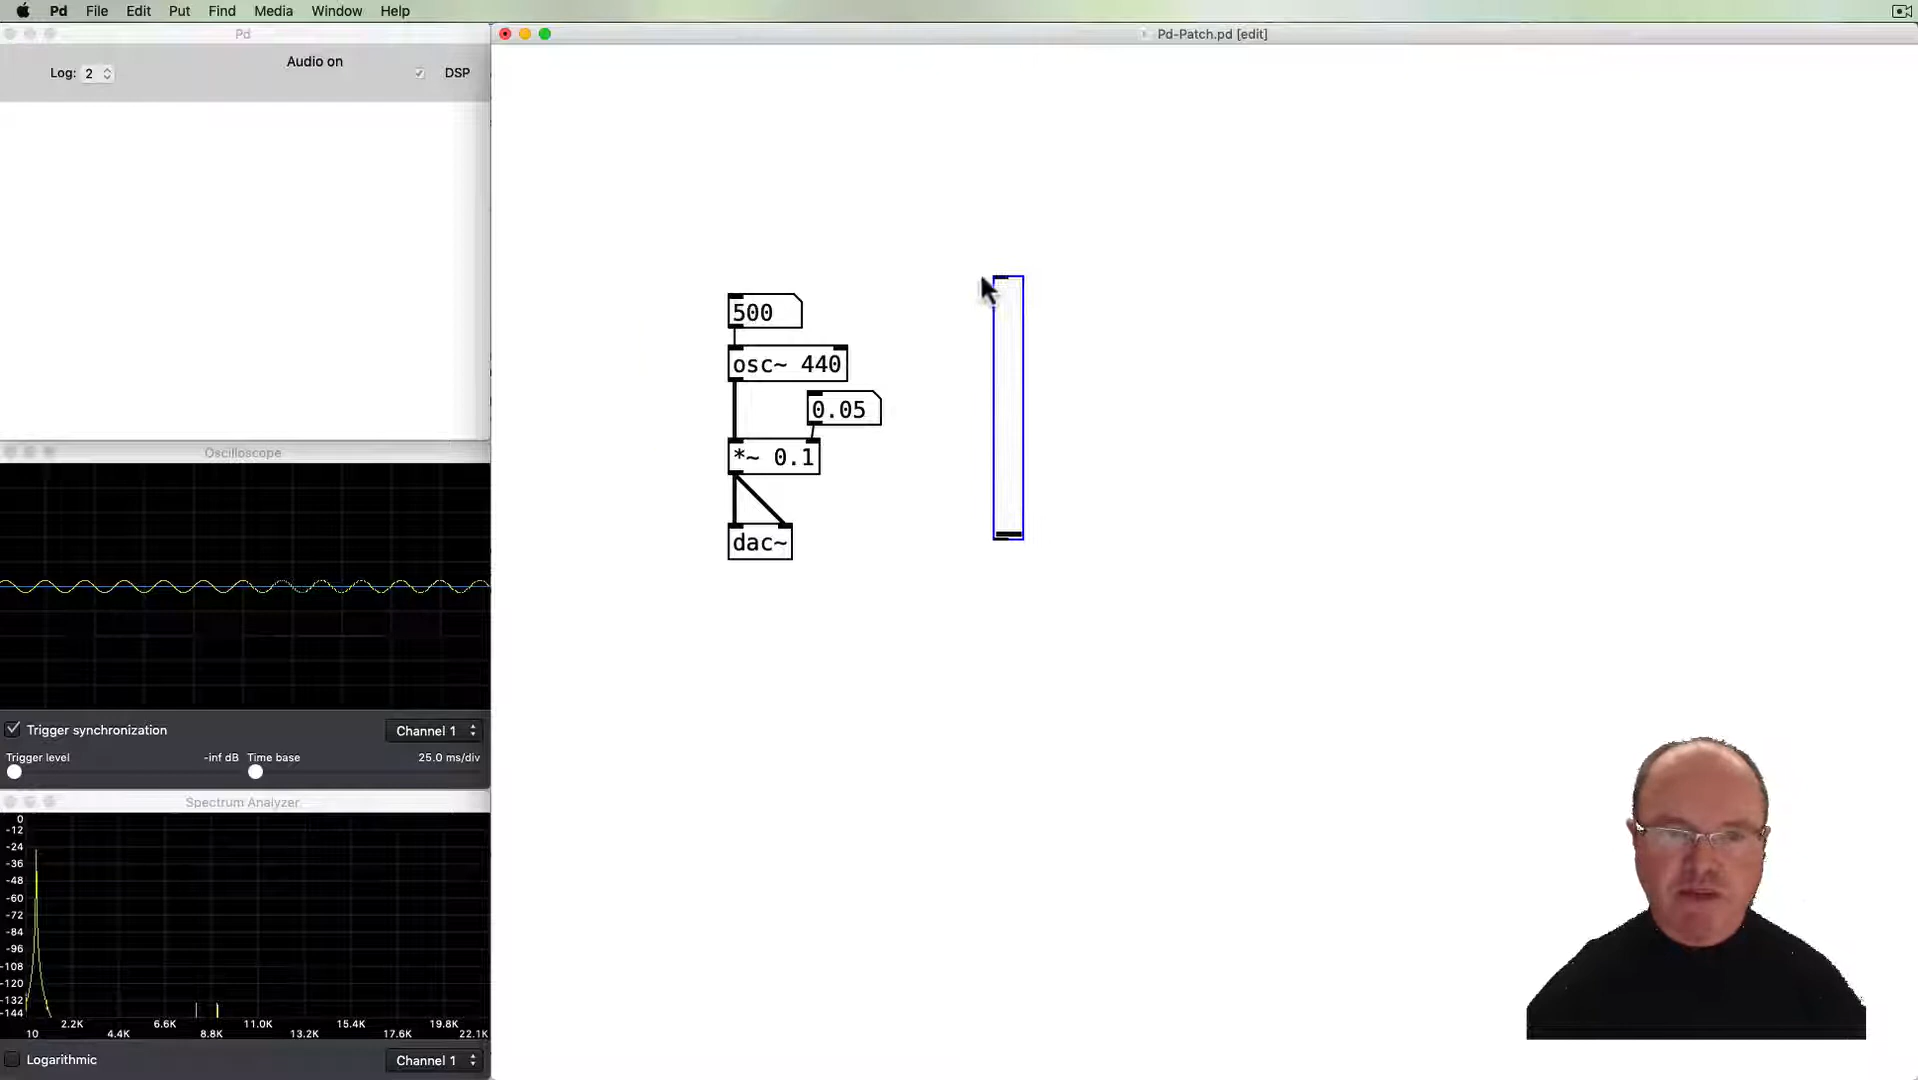 Pd File Edit Put Find Media Window Help
Pd
Pd-Patch.pd [edit]
Audio on
Log: 2
DSP
500
osc~ 440
0.05
*~ 0.1
dac~
Oscilloscope
Trigger synchronization
Channel 1
Trigger level
-inf dB
Time base
25.0 ms/div
Spectrum Analyzer
0
-12
-24
-36
-48
-60
-72
-84
-96
-108
-120
-132
-144
2.2K 6.6K 11.0K 15.4K 19.8K
10 4.4K 8.8K 13.2K 17.6K 22.1K
Logarithmic
Channel 1